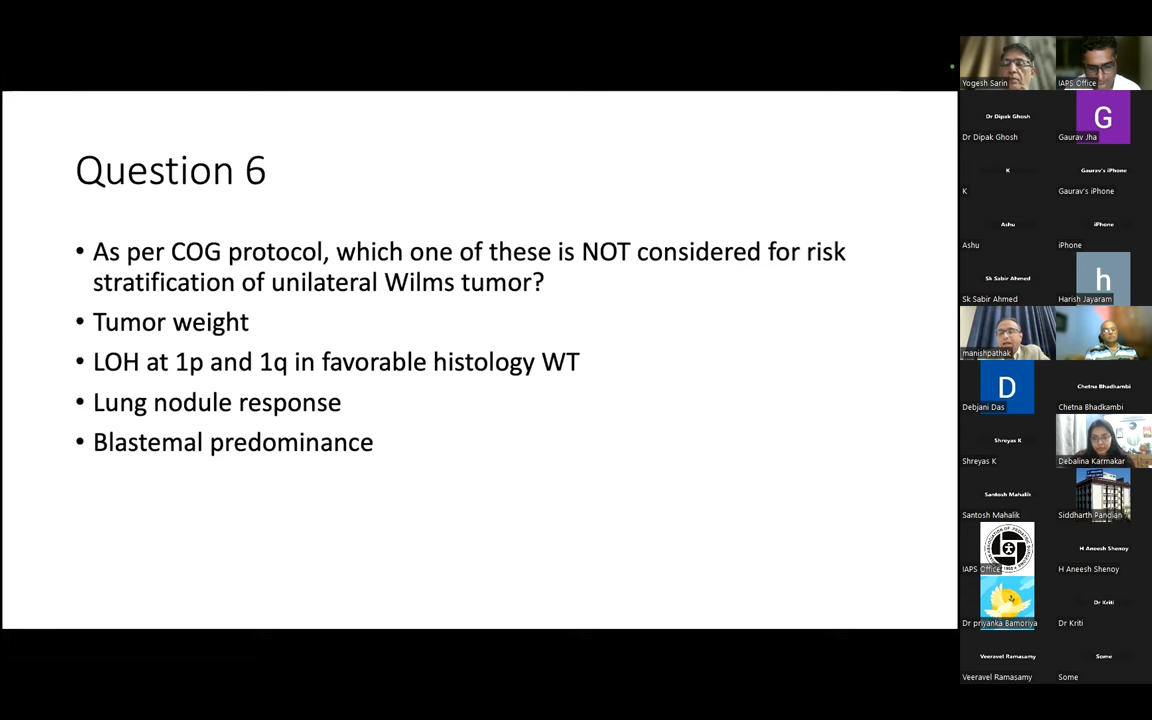 Question 6
• As per COG protocol, which one of these is NOT considered for risk
stratification of unilateral Wilms tumor?
• Tumor weight
• LOH at 1p and 1q in favorable histology WT
• Lung nodule response
• Blastemal predominance
Yogesh Sarin
IAPS Office
Dr Dipak Ghosh
Dr Dipak Ghosh
G
Gaurav Jha
K
K
Gaurav's iPhone
Gaurav's iPhone
Ashu
Ashu
iPhone
iPhone
Sk Sabir Ahmed
Sk Sabir Ahmed
h
Harish Jayaram
manishpathak
D
Debjani Das
Chetna Bhadkambi
Chetna Bhadkambi
Shreyas K
Shreyas K
Debalina Karmakar
Santosh Mahalik
Santosh Mahalik
Siddharth Pandian
IAPS Office
H Aneesh Shenoy
H Aneesh Shenoy
Dr priyanka Bamoriya
Dr Kriti
Dr Kriti
Veeravel Ramasamy
Veeravel Ramasamy
Some
Some